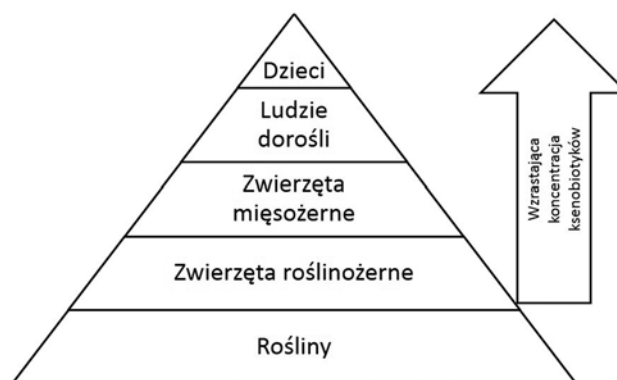 Dzieci
Ludzie
dorośli
Zwierzęta
mięsożerne
Zwierzęta roślinożerne
Rośliny
Wzrastająca
koncentracja
ksenobiotyków